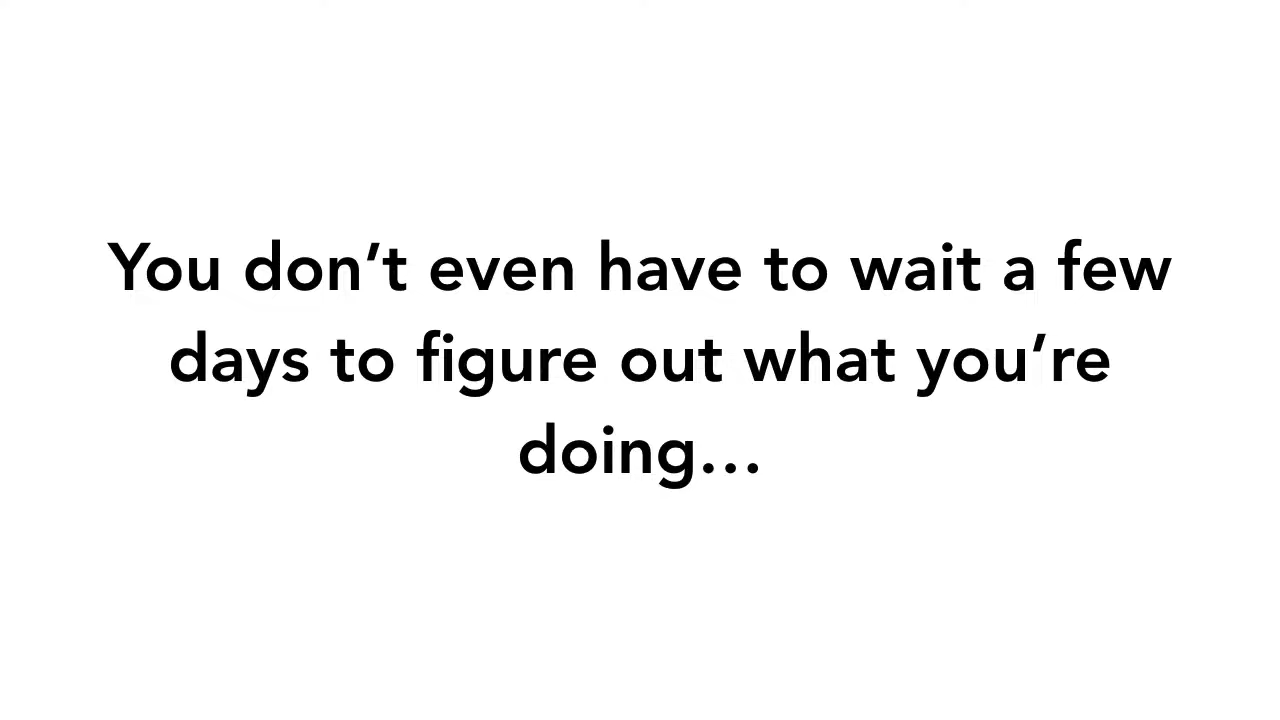 You don’t even have to wait a few
days to figure out what you’re
doing…